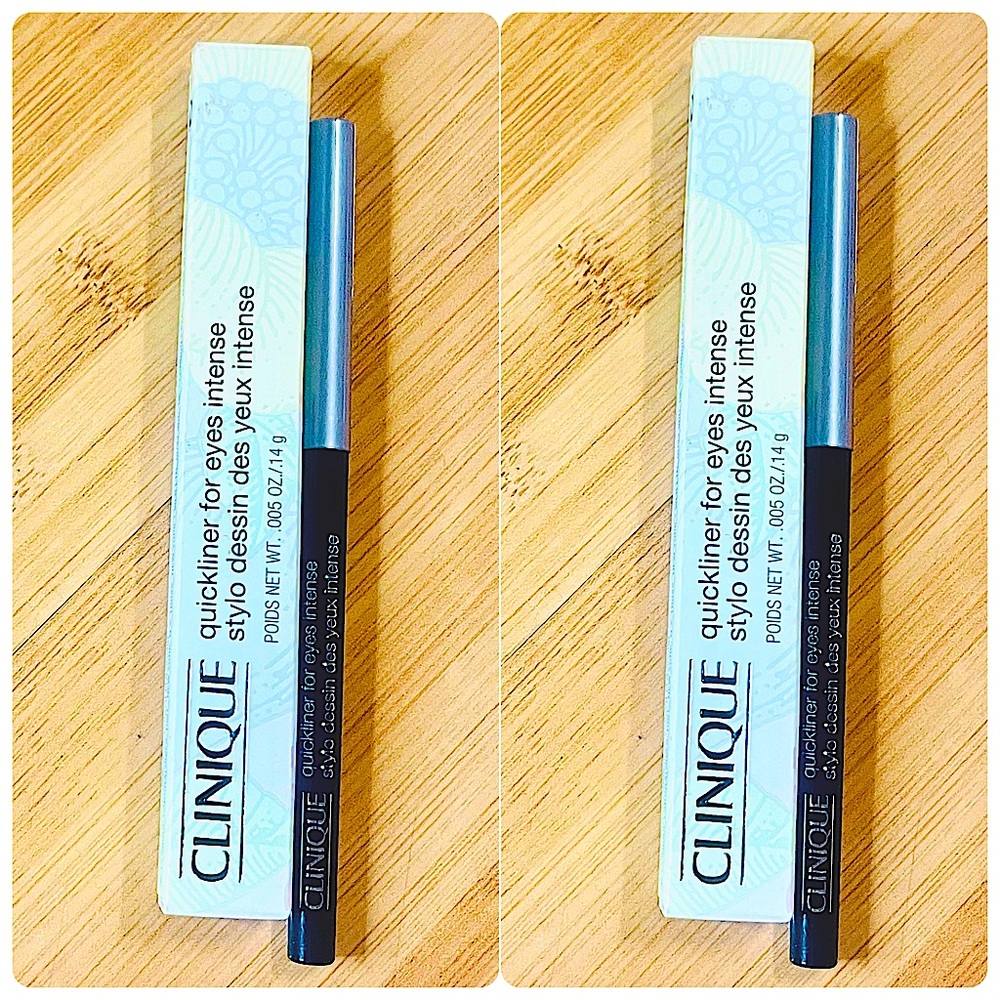 CLINIQUE
quickliner for eyes intense
stylo dessin des yeux intense
POIDS NET WT. .005 OZ./.14 g
CLINIQUE
quickliner for eyes intense
stylo dessin des yeux intense
CLINIQUE
quickliner for eyes intense
stylo dessin des yeux intense
POIDS NET WT. .005 OZ./.14 g
CLINIQUE
quickliner for eyes intense
stylo dessin des yeux intense